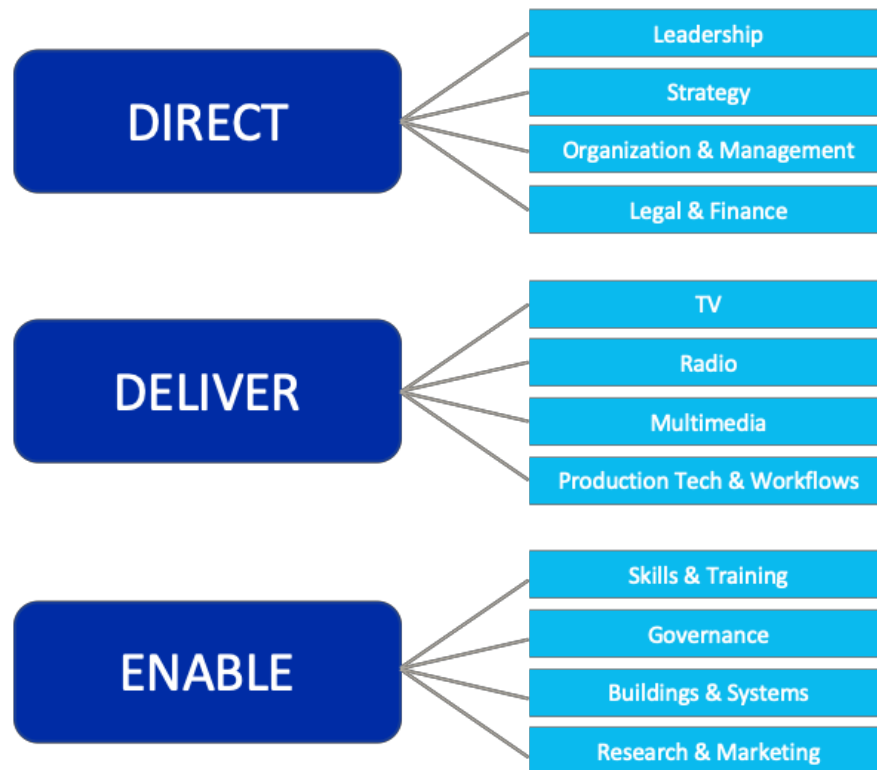 DIRECT
Leadership
Strategy
Organization & Management
Legal & Finance
DELIVER
TV
Radio
Multimedia
Production Tech & Workflows
ENABLE
Skills & Training
Governance
Buildings & Systems
Research & Marketing